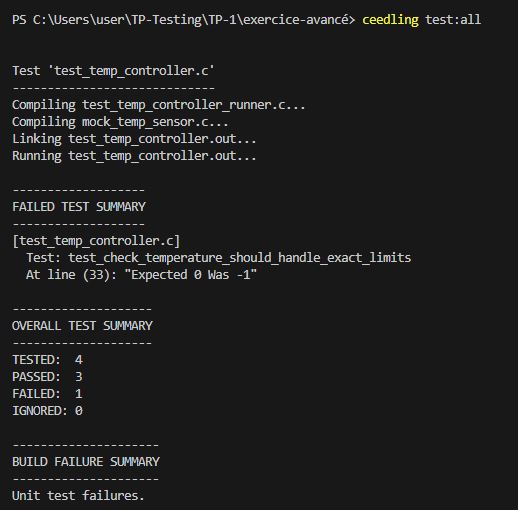 PS C:\Users\user\TP-Testing\TP-1\exercice-avancé> ceedling test:all
Test 'test_temp_controller.c'
-----------------------------
Compiling test_temp_controller_runner.c...
Compiling mock_temp_sensor.c...
Linking test_temp_controller.out...
Running test_temp_controller.out...
-------------------
FAILED TEST SUMMARY
-------------------
[test_temp_controller.c]
  Test: test_check_temperature_should_handle_exact_limits
  At line (33): "Expected 0 Was -1"
--------------------
OVERALL TEST SUMMARY
--------------------
TESTED:  4
PASSED:  3
FAILED:  1
IGNORED: 0
---------------------
BUILD FAILURE SUMMARY
---------------------
Unit test failures.